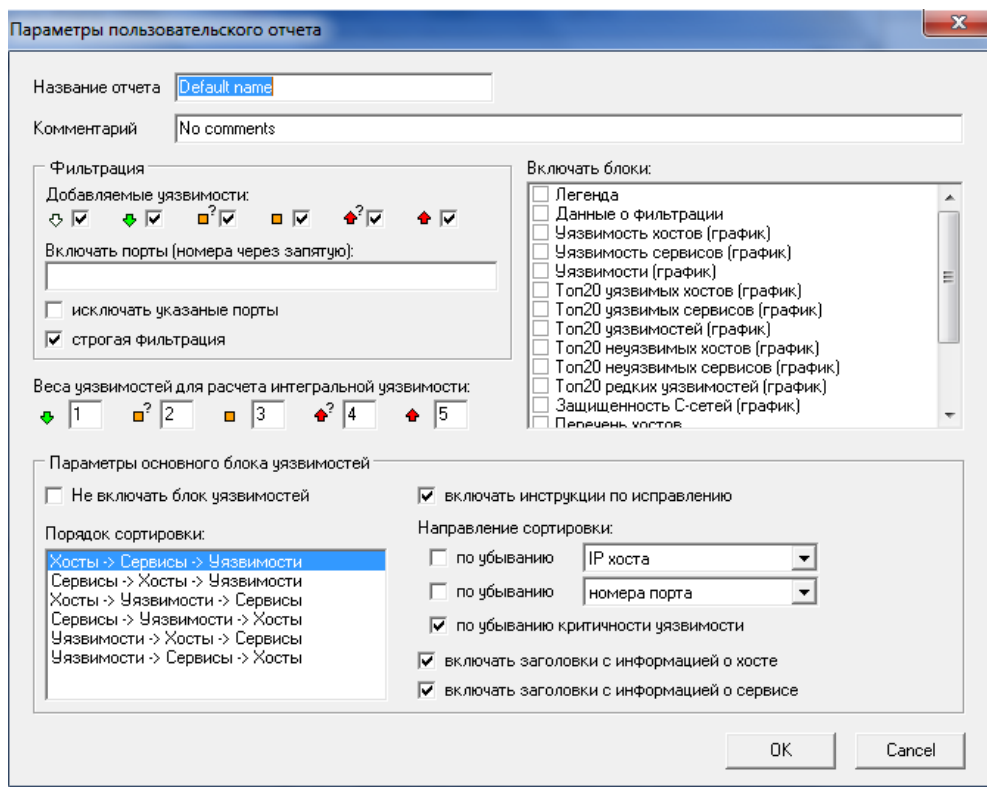 Параметры пользовательского отчета
Название отчета Default name
Комментарий No comments
Фильтрация
Добавляемые уязвимости:
? ?
Включать порты (номера через запятую):
исключать указаные порты
строгая фильтрация
Включать блоки:
Легенда
Данные о фильтрации
Уязвимость хостов (график)
Уязвимость сервисов (график)
Уязвимости (график)
Топ20 уязвимых хостов (график)
Топ20 уязвимых сервисов (график)
Топ20 уязвимостей (график)
Топ20 неуязвимых хостов (график)
Топ20 неуязвимых сервисов (график)
Топ20 редких уязвимостей (график)
Защищенность C-сетей (график)
Перечень хостов
Веса уязвимостей для расчета интегральной уязвимости:
1 ? 2 3 ? 4 5
Параметры основного блока уязвимостей
Не включать блок уязвимостей
Порядок сортировки:
Хосты -> Сервисы -> Уязвимости
Сервисы -> Хосты -> Уязвимости
Хосты -> Уязвимости -> Сервисы
Сервисы -> Уязвимости -> Хосты
Уязвимости -> Хосты -> Сервисы
Уязвимости -> Сервисы -> Хосты
включать инструкции по исправлению
Направление сортировки:
по убыванию IP хоста
по убыванию номера порта
по убыванию критичности уязвимости
включать заголовки с информацией о хосте
включать заголовки с информацией о сервисе
OK Cancel